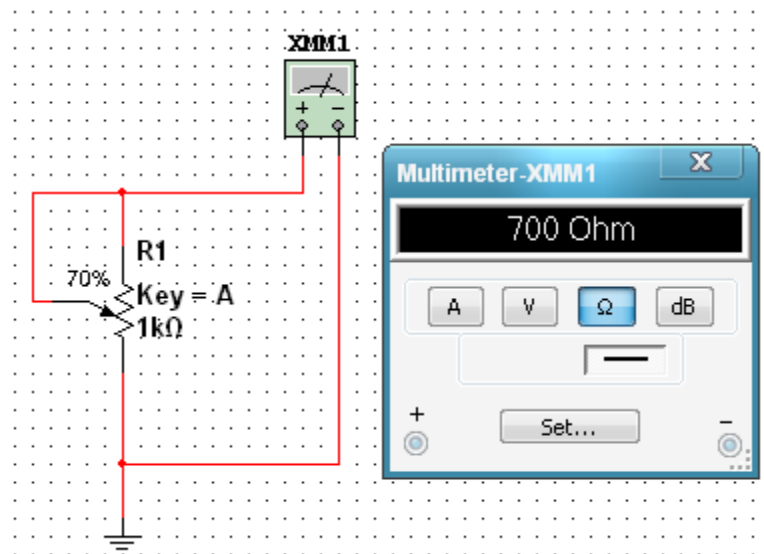 XMM1
+ −
Multimeter-XMM1
X
700 Ohm
A V Ω dB
+ −
Set...
R1
70%
Key = A
1kΩ